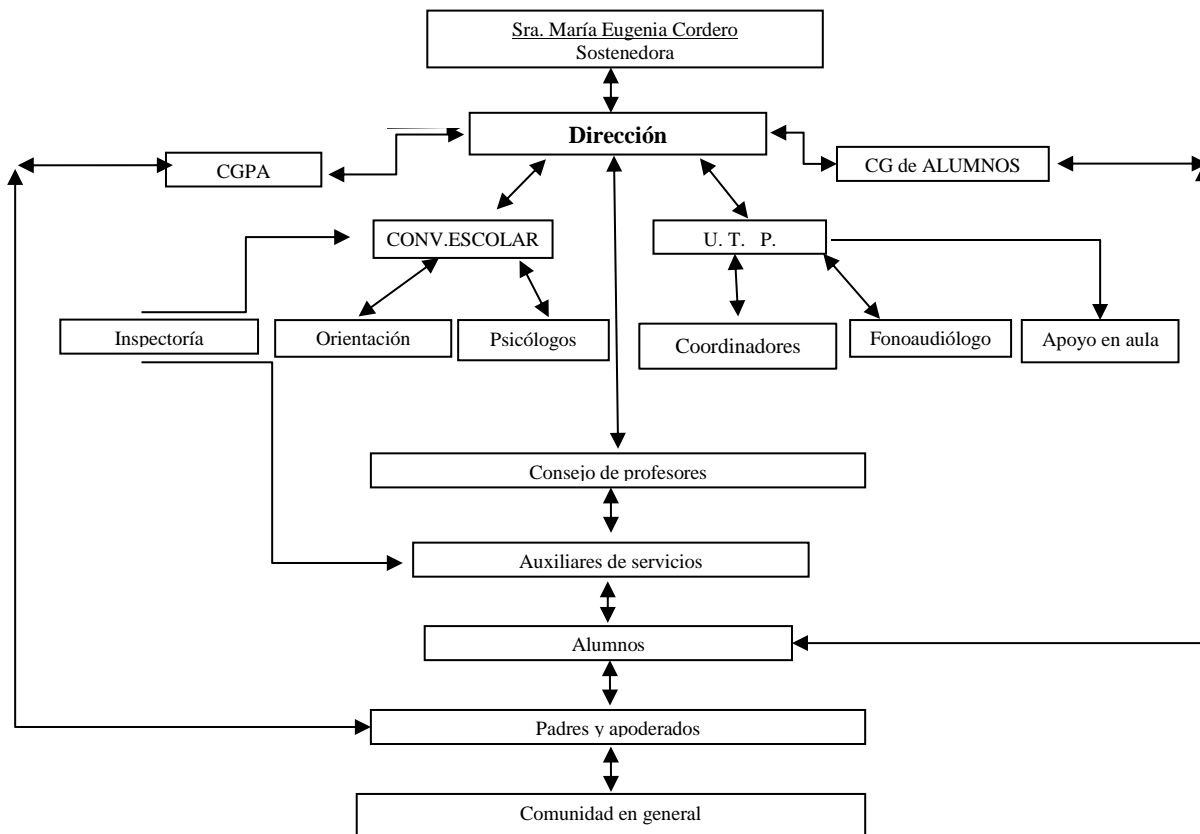 Sra. María Eugenia Cordero
Sostenedora
Dirección
CGPA
CG de ALUMNOS
CONV.ESCOLAR
U. T. P.
Inspectoría
Orientación
Psicólogos
Coordinadores
Fonoaudiólogo
Apoyo en aula
Consejo de profesores
Auxiliares de servicios
Alumnos
Padres y apoderados
Comunidad en general